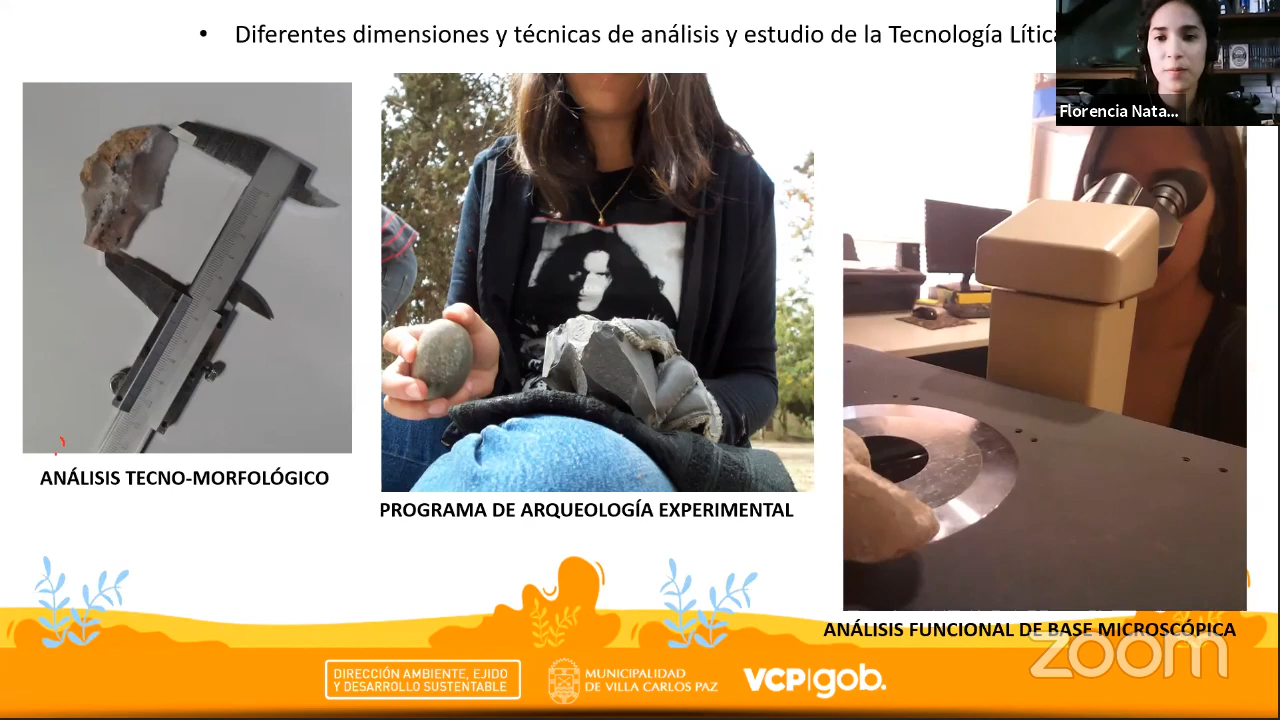 • Diferentes dimensiones y técnicas de análisis y estudio de la Tecnología Lítica
Florencia Nata...
ANÁLISIS TECNO-MORFOLÓGICO
PROGRAMA DE ARQUEOLOGÍA EXPERIMENTAL
ANÁLISIS FUNCIONAL DE BASE MICROSCÓPICA
zoom
DIRECCIÓN AMBIENTE, EJIDO
Y DESARROLLO SUSTENTABLE
MUNICIPALIDAD
DE VILLA CARLOS PAZ
VCP|gob.